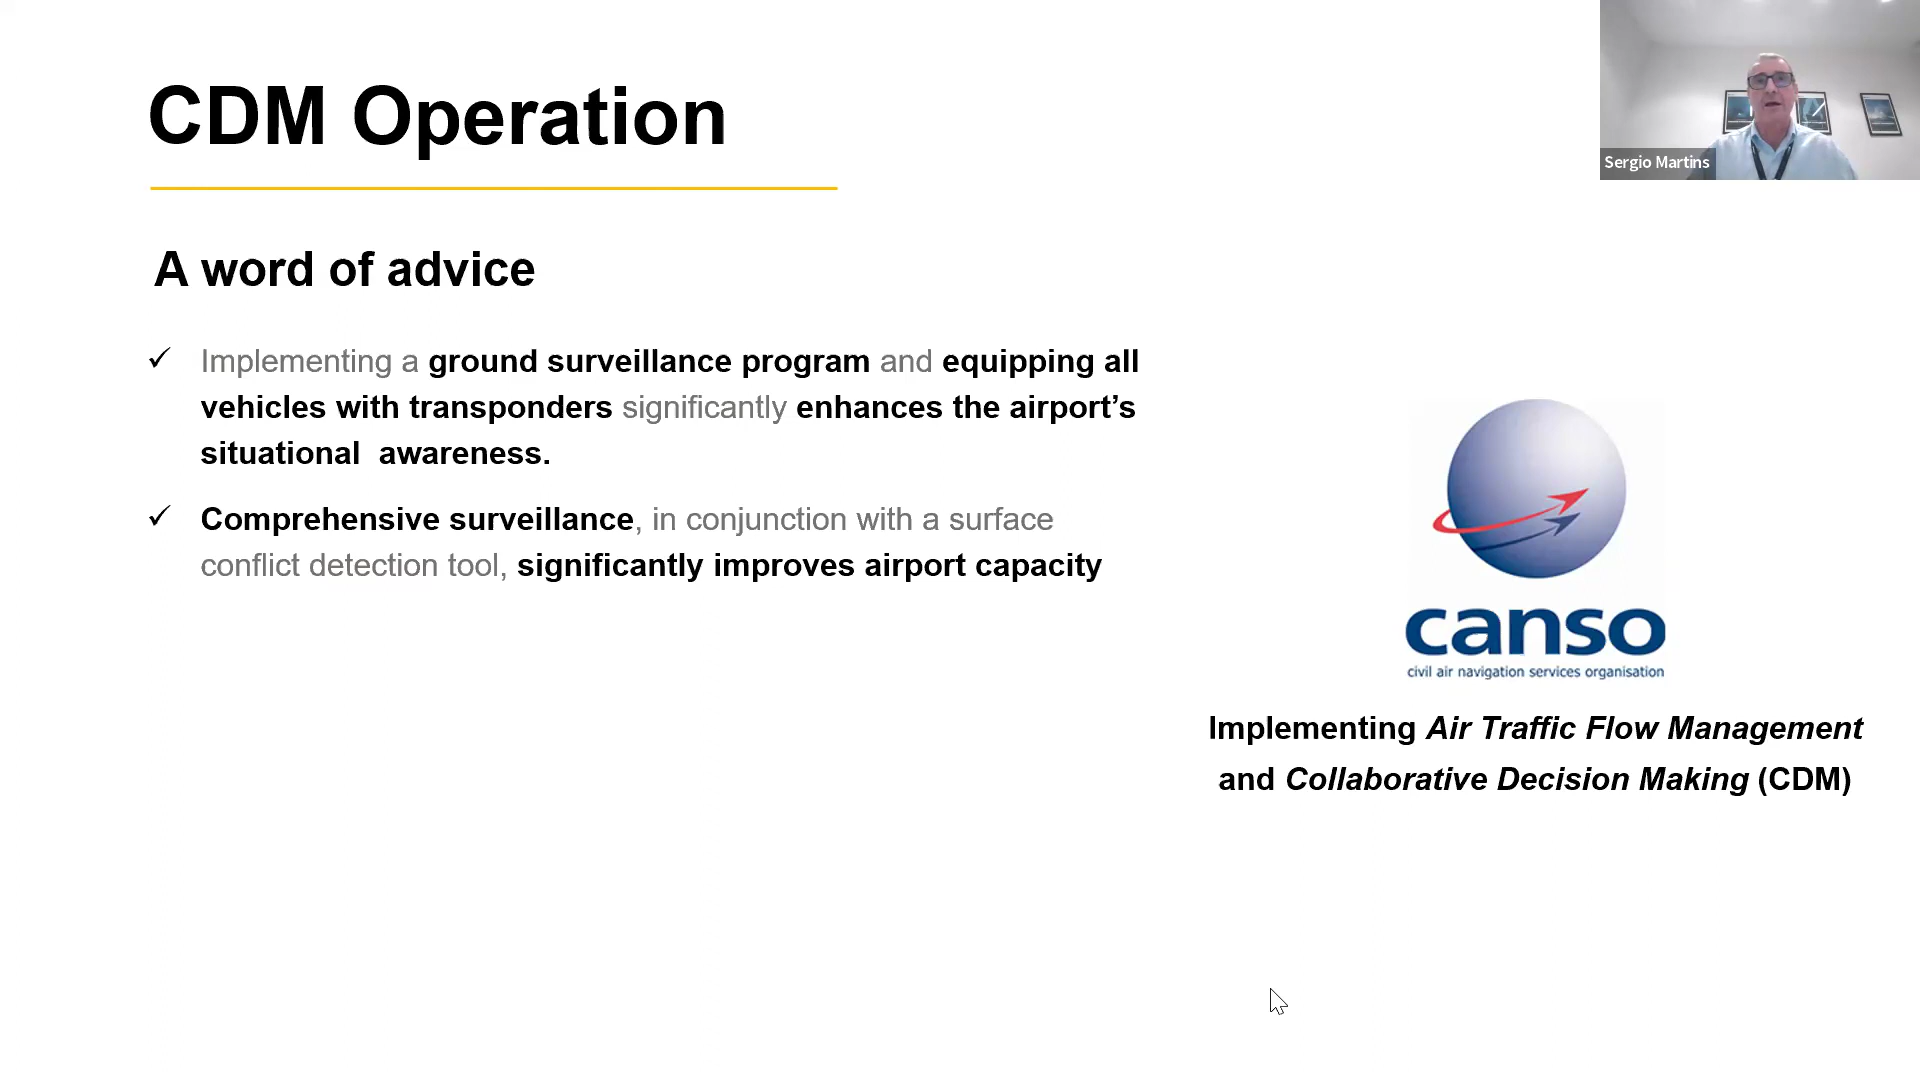 CDM Operation
Sergio Martins
A word of advice
✓ Implementing a ground surveillance program and equipping all
vehicles with transponders significantly enhances the airport’s
situational  awareness.
✓ Comprehensive surveillance, in conjunction with a surface
conflict detection tool, significantly improves airport capacity
canso
civil air navigation services organisation
Implementing Air Traffic Flow Management
and Collaborative Decision Making (CDM)